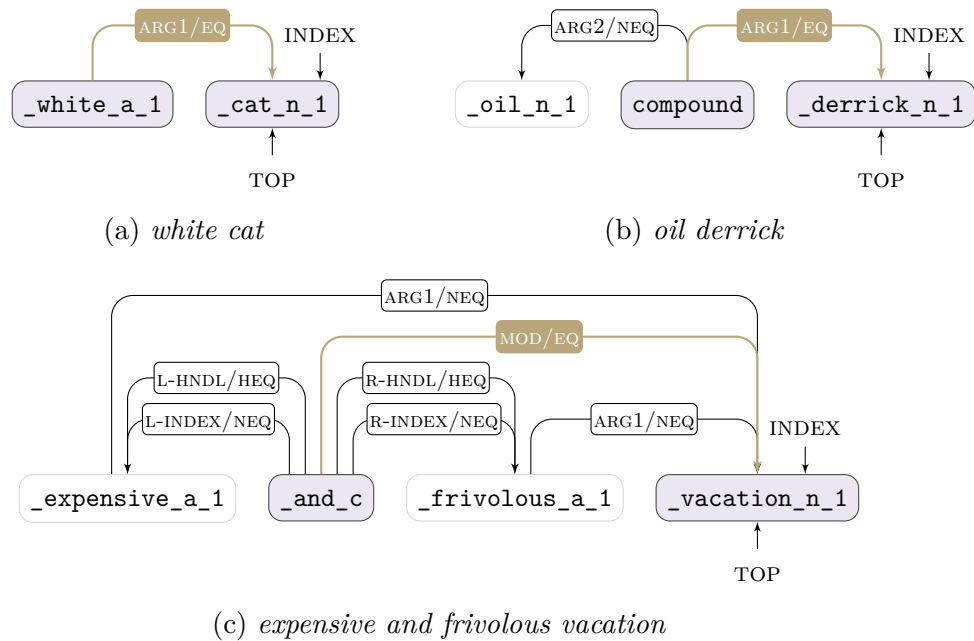 ARG1/EQ INDEX ARG2/NEQ ARG1/EQ INDEX
_white_a_1 _cat_n_1 _oil_n_1 compound _derrick_n_1
TOP TOP
(a) white cat (b) oil derrick
ARG1/NEQ
MOD/EQ
L-HNDL/HEQ R-HNDL/HEQ
L-INDEX/NEQ R-INDEX/NEQ ARG1/NEQ INDEX
_expensive_a_1 _and_c _frivolous_a_1 _vacation_n_1
TOP
(c) expensive and frivolous vacation